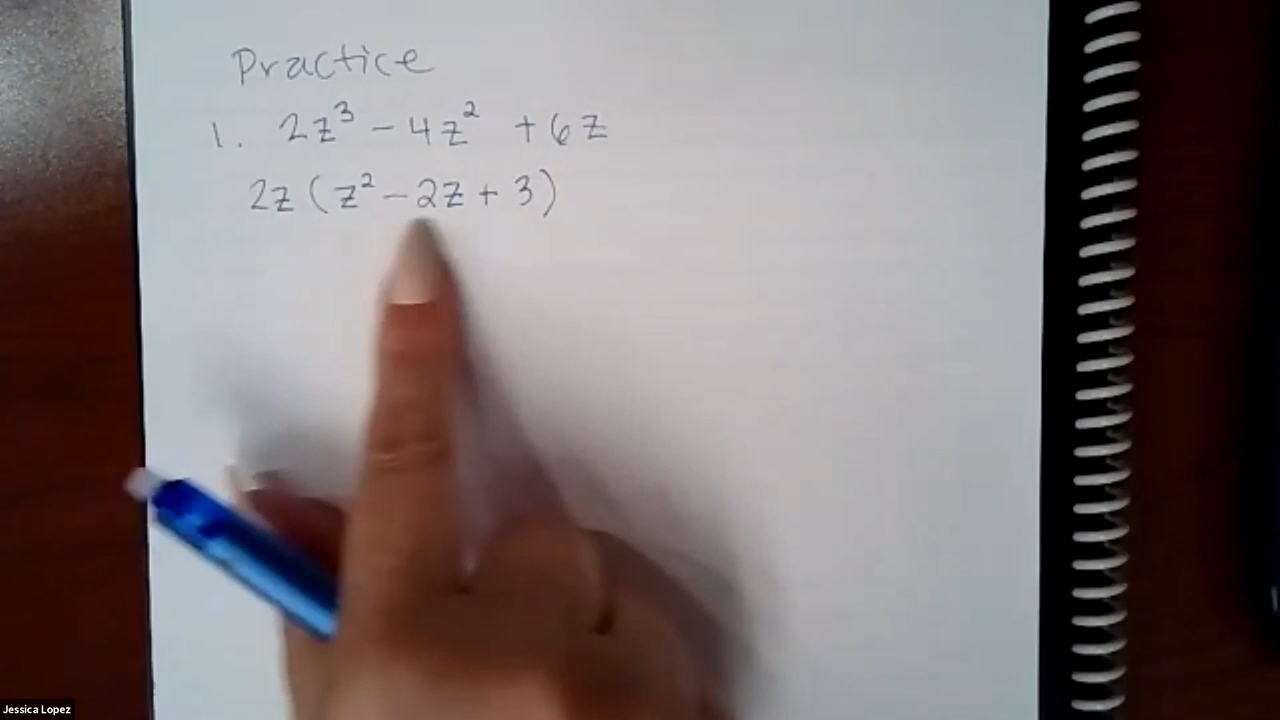 Practice
1. 2z³ - 4z² + 6z
2z (z² - 2z + 3)
Jessica Lopez